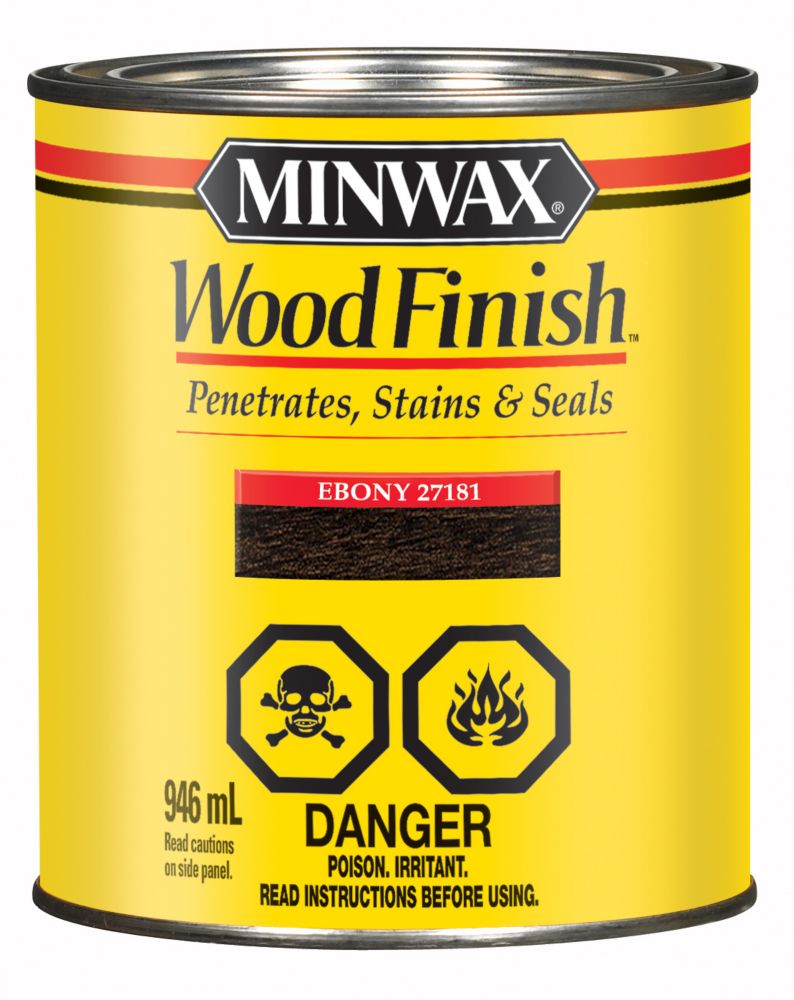 MINWAX®
Wood Finish™
Penetrates, Stains & Seals
EBONY 27181
946 mL
Read cautions
on side panel.
DANGER
POISON. IRRITANT.
READ INSTRUCTIONS BEFORE USING.